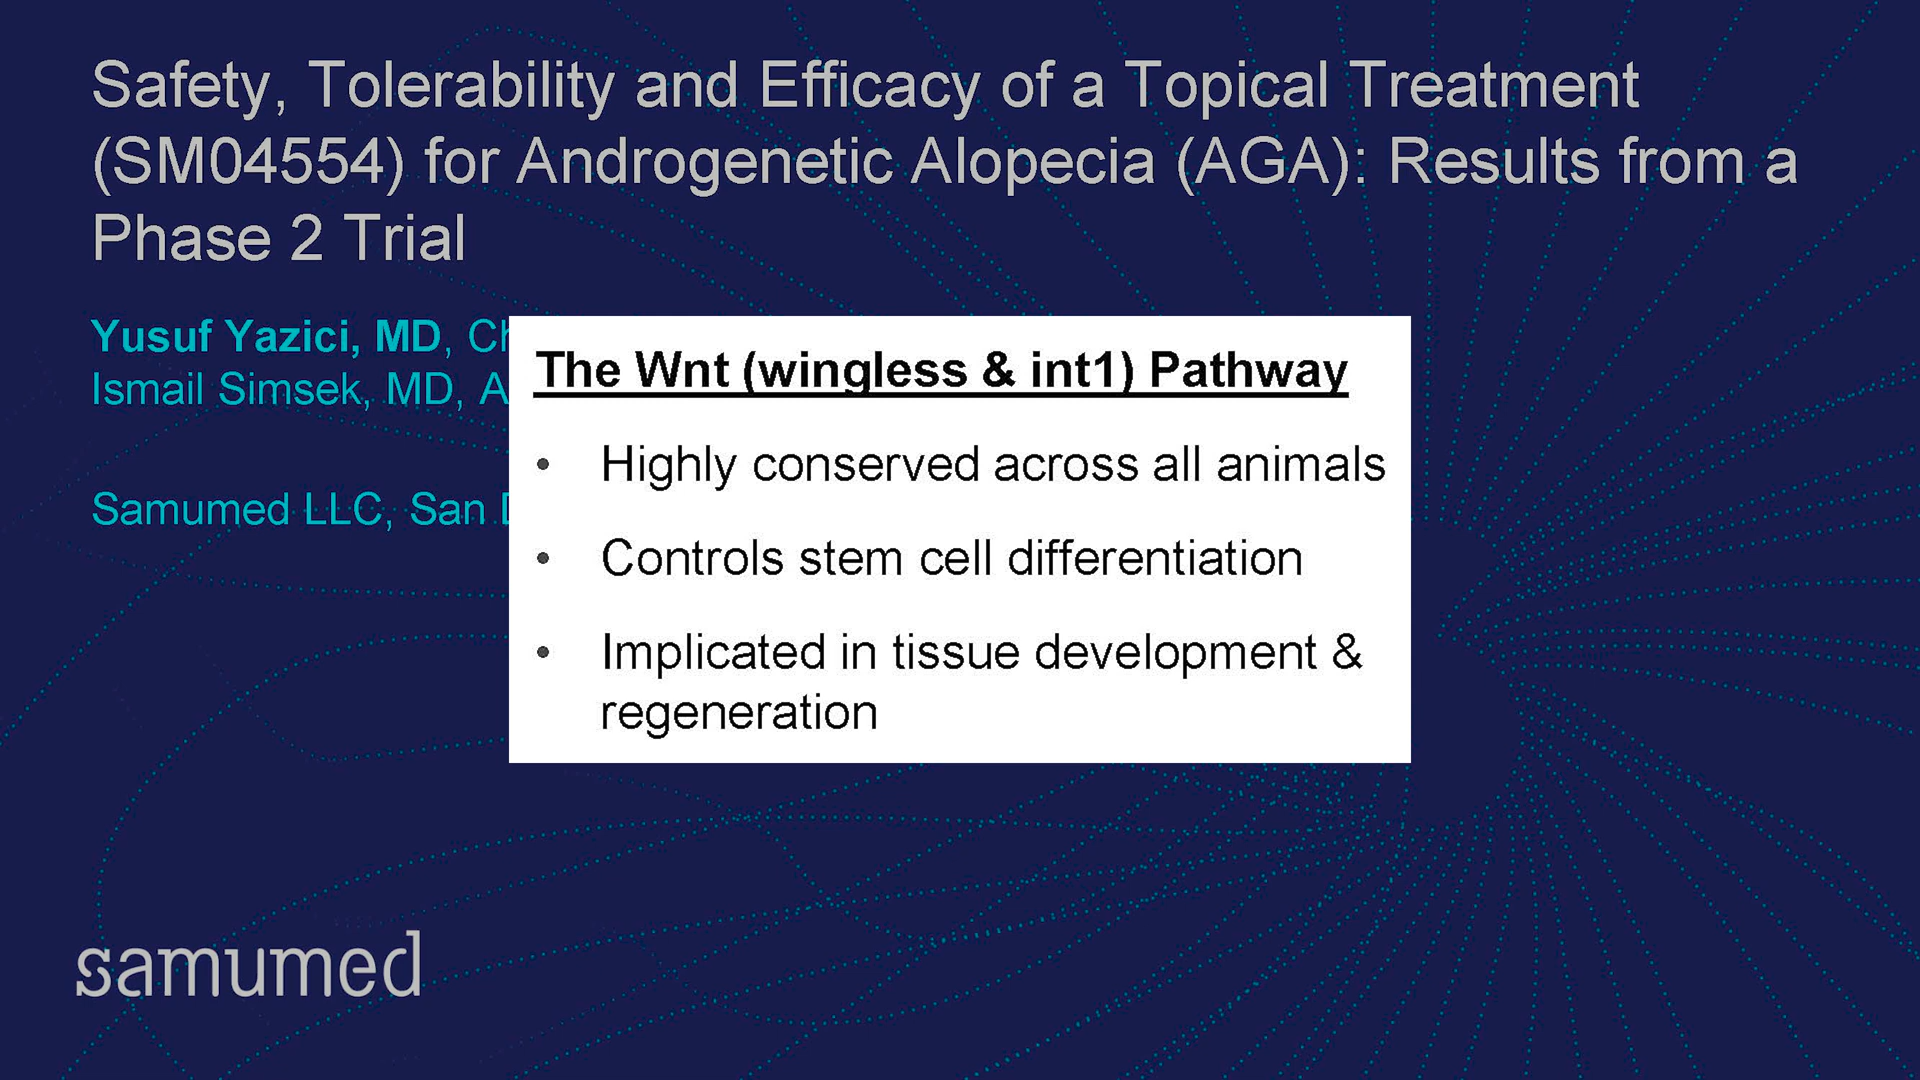 Safety, Tolerability and Efficacy of a Topical Treatment
(SM04554) for Androgenetic Alopecia (AGA): Results from a
Phase 2 Trial
Yusuf Yazici, MD,
Ismail Simsek, MD,
Samumed LLC, San
The Wnt (wingless & int1) Pathway
• Highly conserved across all animals
• Controls stem cell differentiation
• Implicated in tissue development &
regeneration
samumed